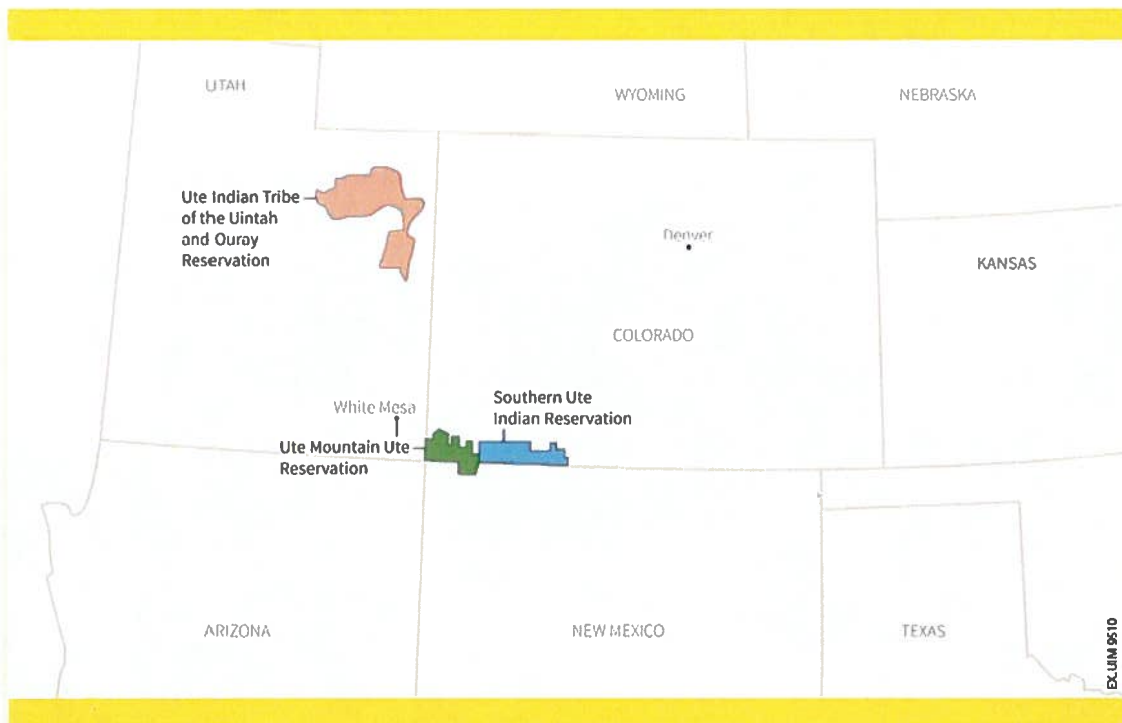 UTAH
WYOMING
NEBRASKA
Ute Indian Tribe
of the Uintah
and Ouray
Reservation
Denver
KANSAS
COLORADO
Southern Ute
Indian Reservation
White Mesa
Ute Mountain Ute
Reservation
ARIZONA
NEW MEXICO
TEXAS
EX.UIM 9510